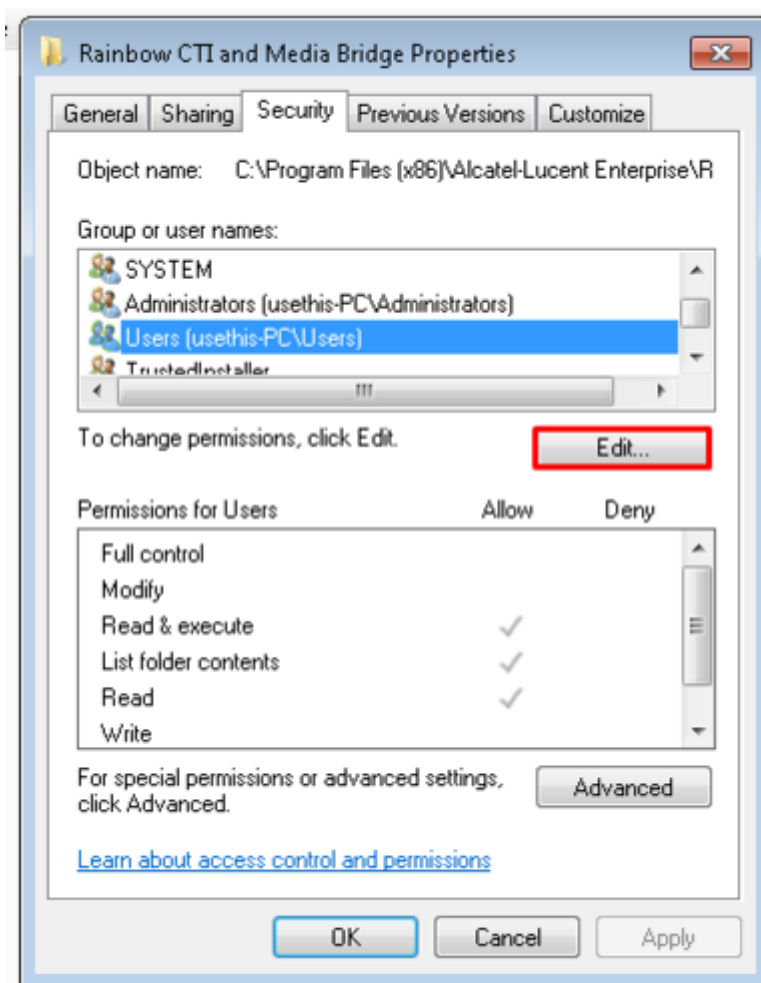 Rainbow CTI and Media Bridge Properties
General Sharing Security Previous Versions Customize
Object name: C:\Program Files (x86)\Alcatel-Lucent Enterprise\R
Group or user names:
SYSTEM
Administrators (usethis-PC\Administrators)
Users (usethis-PC\Users)
TrustedInstaller
To change permissions, click Edit.
Edit...
Permissions for Users Allow Deny
Full control
Modify
Read & execute
List folder contents
Read
Write
For special permissions or advanced settings,
click Advanced.
Advanced
Learn about access control and permissions
OK Cancel Apply